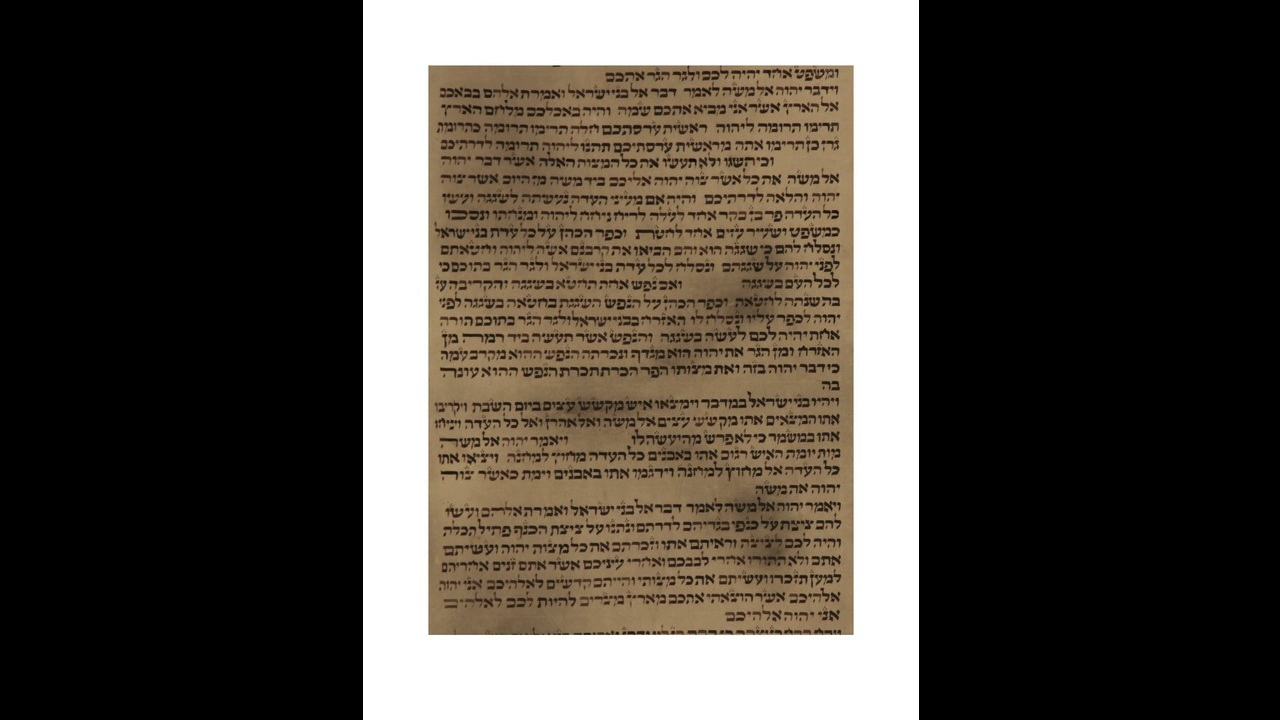 ומשפט אחד יהיה לכם ולגר הגר אתכם
וידבר יהוה אל משה לאמר דבר אל בני ישראל ואמרת אלהם בבאכם
אל הארץ אשר אני מביא אתכם שמה והיה באכלכם מלחם הארץ
תרימו תרומה ליהוה ראשית ערסתכם חלה תרימו תרומה כתרומת
גרן כן תרימו אתה מראשית ערסתיכם תתנו ליהוה תרומה לדרתיכם
וכי תשגו ולא תעשו את כל המצות האלה אשר דבר יהוה
אל משה את כל אשר צוה יהוה אליכם ביד משה מן היום אשר צוה
יהוה והלאה לדרתיכם והיה אם מעיני העדה נעשתה לשגגה ועשו
כל העדה פר בן בקר אחד לעלה לריח ניחח ליהוה ומנחתו ונסכו
כמשפט ושעיר עזים אחד לחטת וכפר הכהן על כל עדת בני ישראל
ונסלח להם כי שגגה הוא והם הביאו את קרבנם אשה ליהוה וחטאתם
לפני יהוה על שגגתם ונסלח לכל עדת בני ישראל ולגר הגר בתוכם כי
לכל העם בשגגה ואם נפש אחת תחטא בשגגה והקריבה עז
בת שנתה לחטאת וכפר הכהן על הנפש השגגת בחטאה בשגגה לפני
יהוה לכפר עליו ונסלח לו האזרח בבני ישראל ולגר הגר בתוכם תורה
אחת יהיה לכם לעשה בשגגה והנפש אשר תעשה ביד רמה מן
האזרח ומן הגר את יהוה הוא מגדף ונכרתה הנפש ההוא מקרב עמה
כי דבר יהוה בזה ואת מצותו הפר הכרת תכרת הנפש ההוא עונה
בה
ויהיו בני ישראל במדבר וימצאו איש מקשש עצים ביום השבת ויקריבו
אתו המצאים אתו מקשש עצים אל משה ואל אהרן ואל כל העדה ויניחו
אתו במשמר כי לא פרש מה יעשה לו ויאמר יהוה אל משה
מות יומת האיש רגום אתו באבנים כל העדה מחוץ למחנה ויציאו אתו
כל העדה אל מחוץ למחנה וירגמו אתו באבנים וימת כאשר צוה
יהוה את משה
ויאמר יהוה אל משה לאמר דבר אל בני ישראל ואמרת אלהם ועשו
להם ציצת על כנפי בגדיהם לדרתם ונתנו על ציצת הכנף פתיל תכלת
והיה לכם לציצת וראיתם אתו וזכרתם את כל מצות יהוה ועשיתם
אתם ולא תתורו אחרי לבבכם ואחרי עיניכם אשר אתם זנים אחריהם
למען תזכרו ועשיתם את כל מצותי והייתם קדשים לאלהיכם אני יהוה
אלהיכם אשר הוצאתי אתכם מארץ מצרים להיות לכם לאלהים
אני יהוה אלהיכם